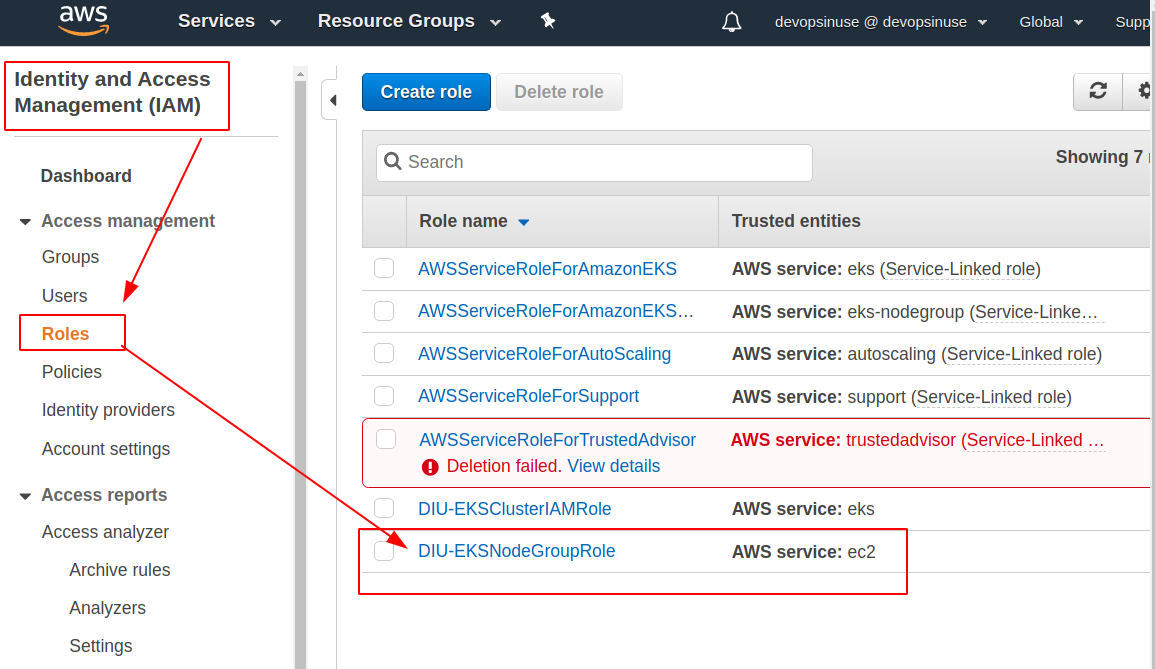 aws Services Resource Groups devopsinuse @ devopsinuse Global Supp
Identity and Access
Management (IAM)
Dashboard
Access management
Groups
Users
Roles
Policies
Identity providers
Account settings
Access reports
Access analyzer
Archive rules
Analyzers
Settings
Create role Delete role
Search
Showing 7
Role name Trusted entities
AWSServiceRoleForAmazonEKS AWS service: eks (Service-Linked role)
AWSServiceRoleForAmazonEKS… AWS service: eks-nodegroup (Service-Linke…
AWSServiceRoleForAutoScaling AWS service: autoscaling (Service-Linked role)
AWSServiceRoleForSupport AWS service: support (Service-Linked role)
AWSServiceRoleForTrustedAdvisor AWS service: trustedadvisor (Service-Linked …
Deletion failed. View details
DIU-EKSClusterIAMRole AWS service: eks
DIU-EKSNodeGroupRole AWS service: ec2